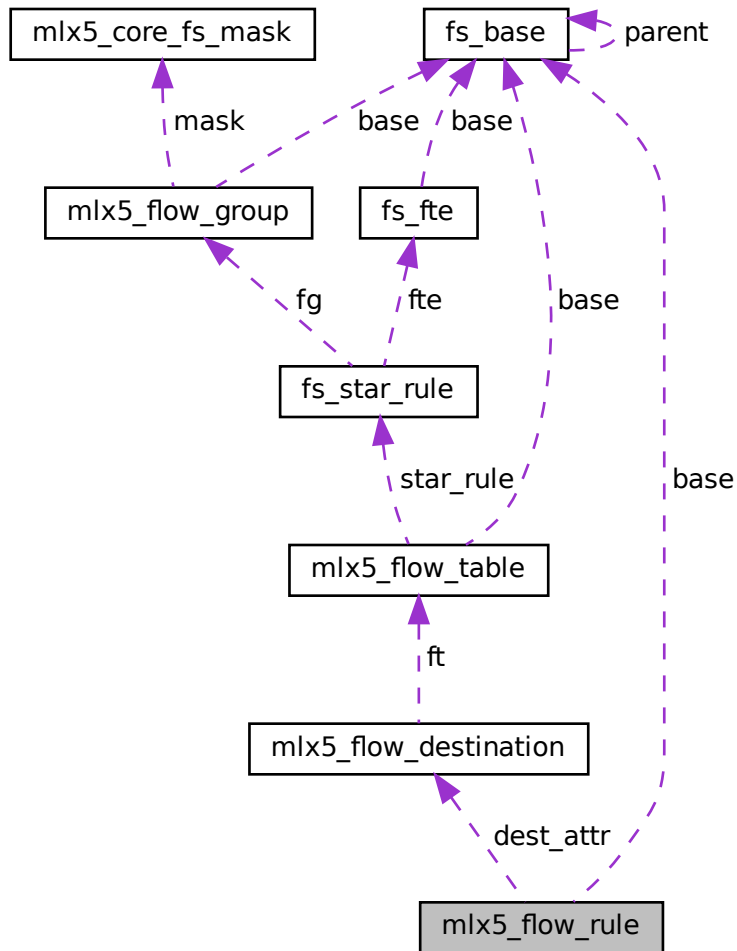 mlx5_core_fs_mask
fs_base
parent
mask
base
base
mlx5_flow_group
fs_fte
fg
fte
base
fs_star_rule
star_rule
base
mlx5_flow_table
ft
mlx5_flow_destination
dest_attr
mlx5_flow_rule